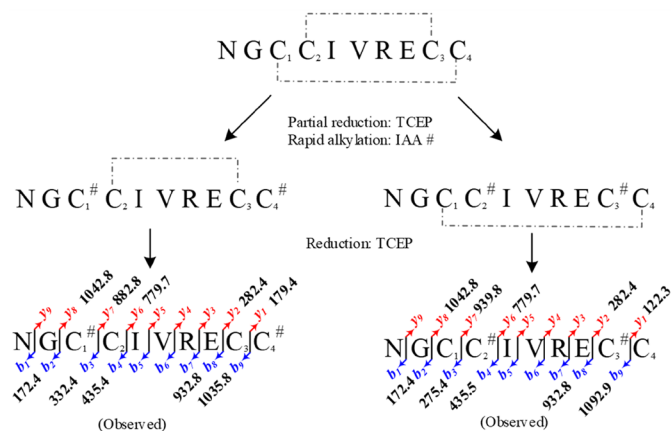 N G C1 C2 I V R E C3 C4
Partial reduction: TCEP
Rapid alkylation: IAA #
N G C1# C2 I V R E C3 C4#
N G C1 C2# I V R E C3# C4
Reduction: TCEP
1042.8 882.8 779.7 282.4 179.4
y9 y8 y7 y6 y5 y4 y3 y2 y1
N G C1# C2 I V R E C3 C4#
b1 b2 b3 b4 b5 b6 b7 b8 b9
172.4 332.4 435.4 932.8 1035.8
(Observed)
1042.8 939.8 779.7 282.4 122.3
y9 y8 y7 y6 y5 y4 y3 y2 y1
N G C1 C2# I V R E C3# C4
b1 b2 b3 b4 b5 b6 b7 b8 b9
172.4 275.4 435.5 932.8 1092.9
(Observed)